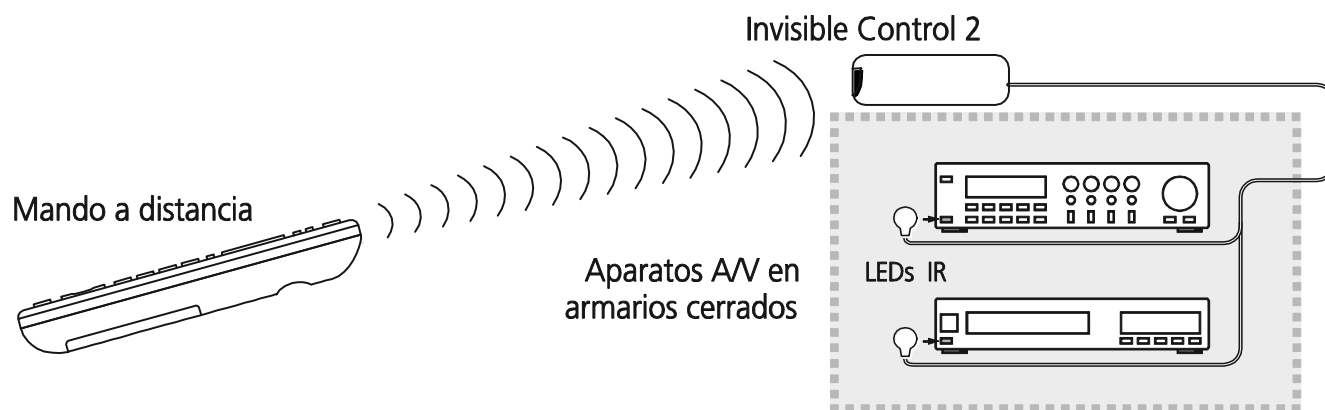 Invisible Control 2
Mando a distancia
Aparatos A/V en
armarios cerrados
LEDs IR